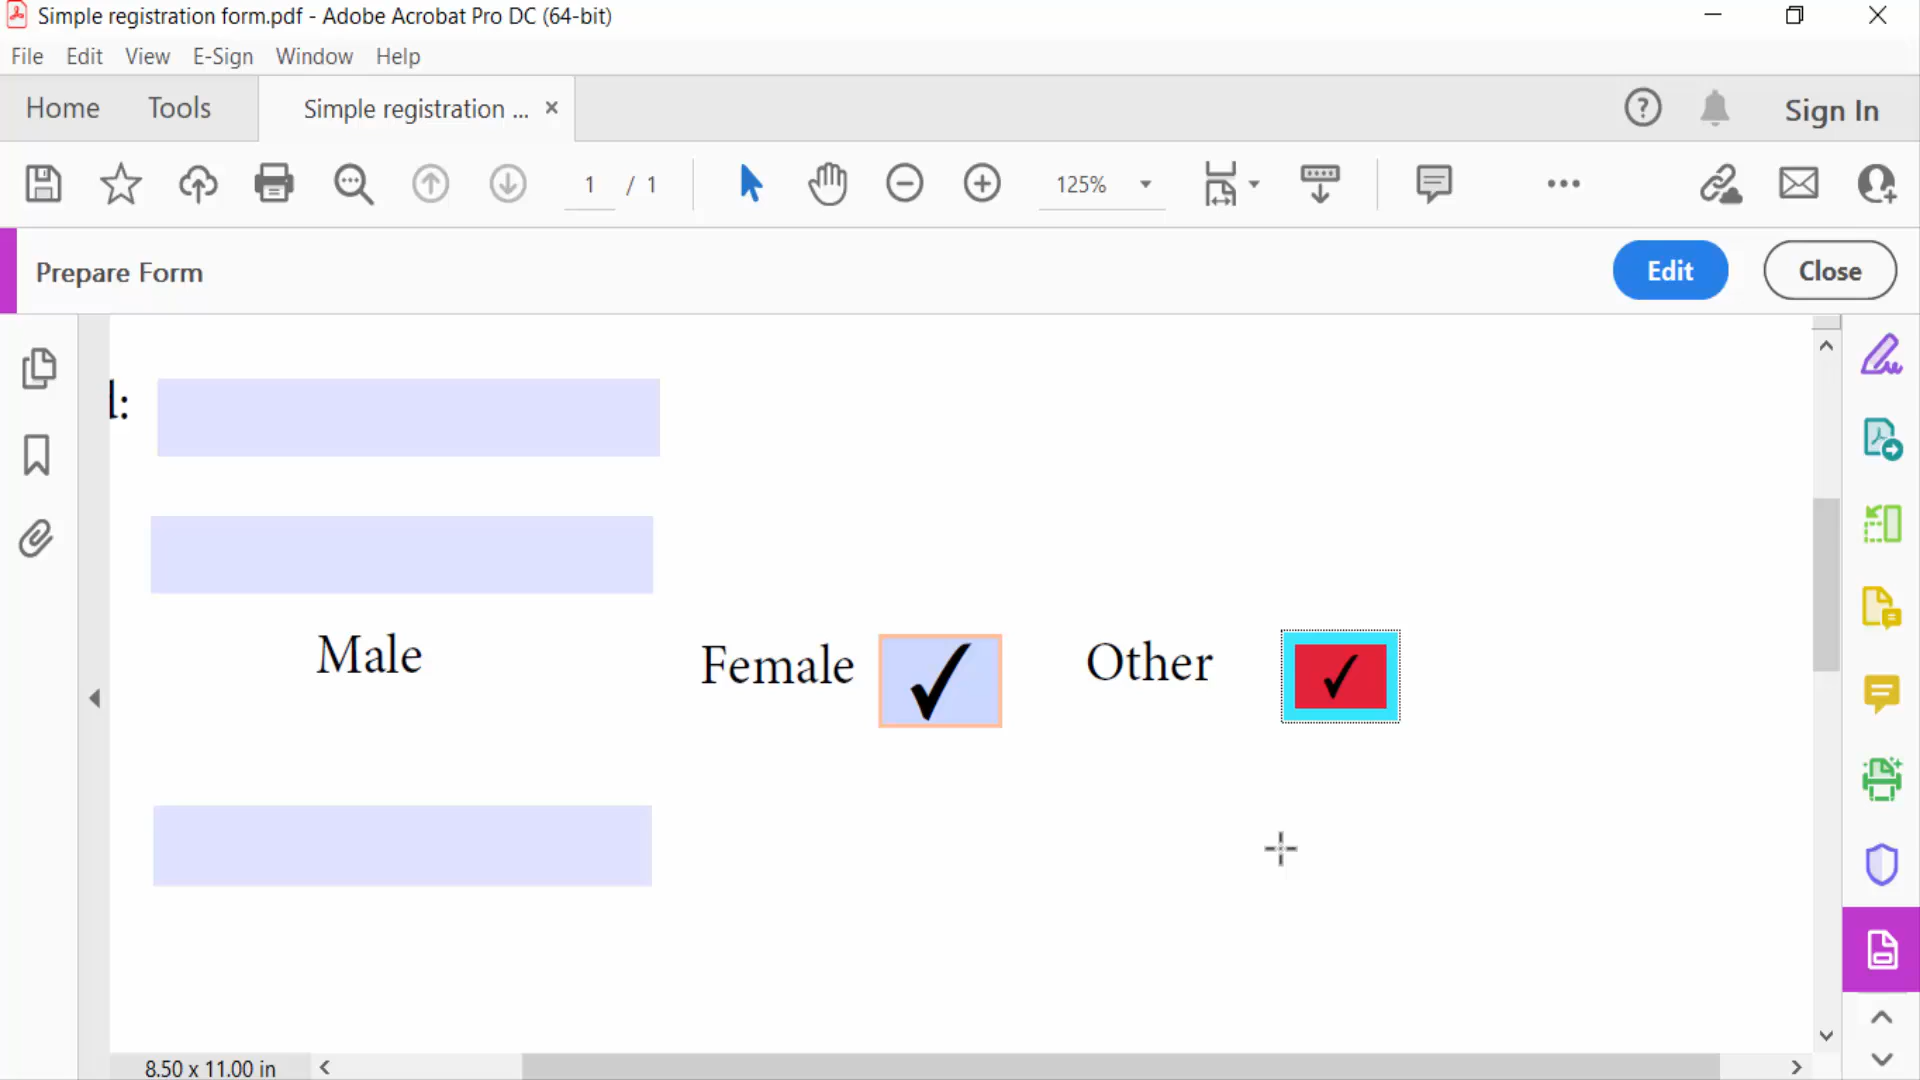 Simple registration form.pdf - Adobe Acrobat Pro DC (64-bit)
File Edit View E-Sign Window Help
Home Tools Simple registration ... Sign In
1 / 1 125%
Prepare Form Edit Close
d:
Male Female Other
8.50 x 11.00 in